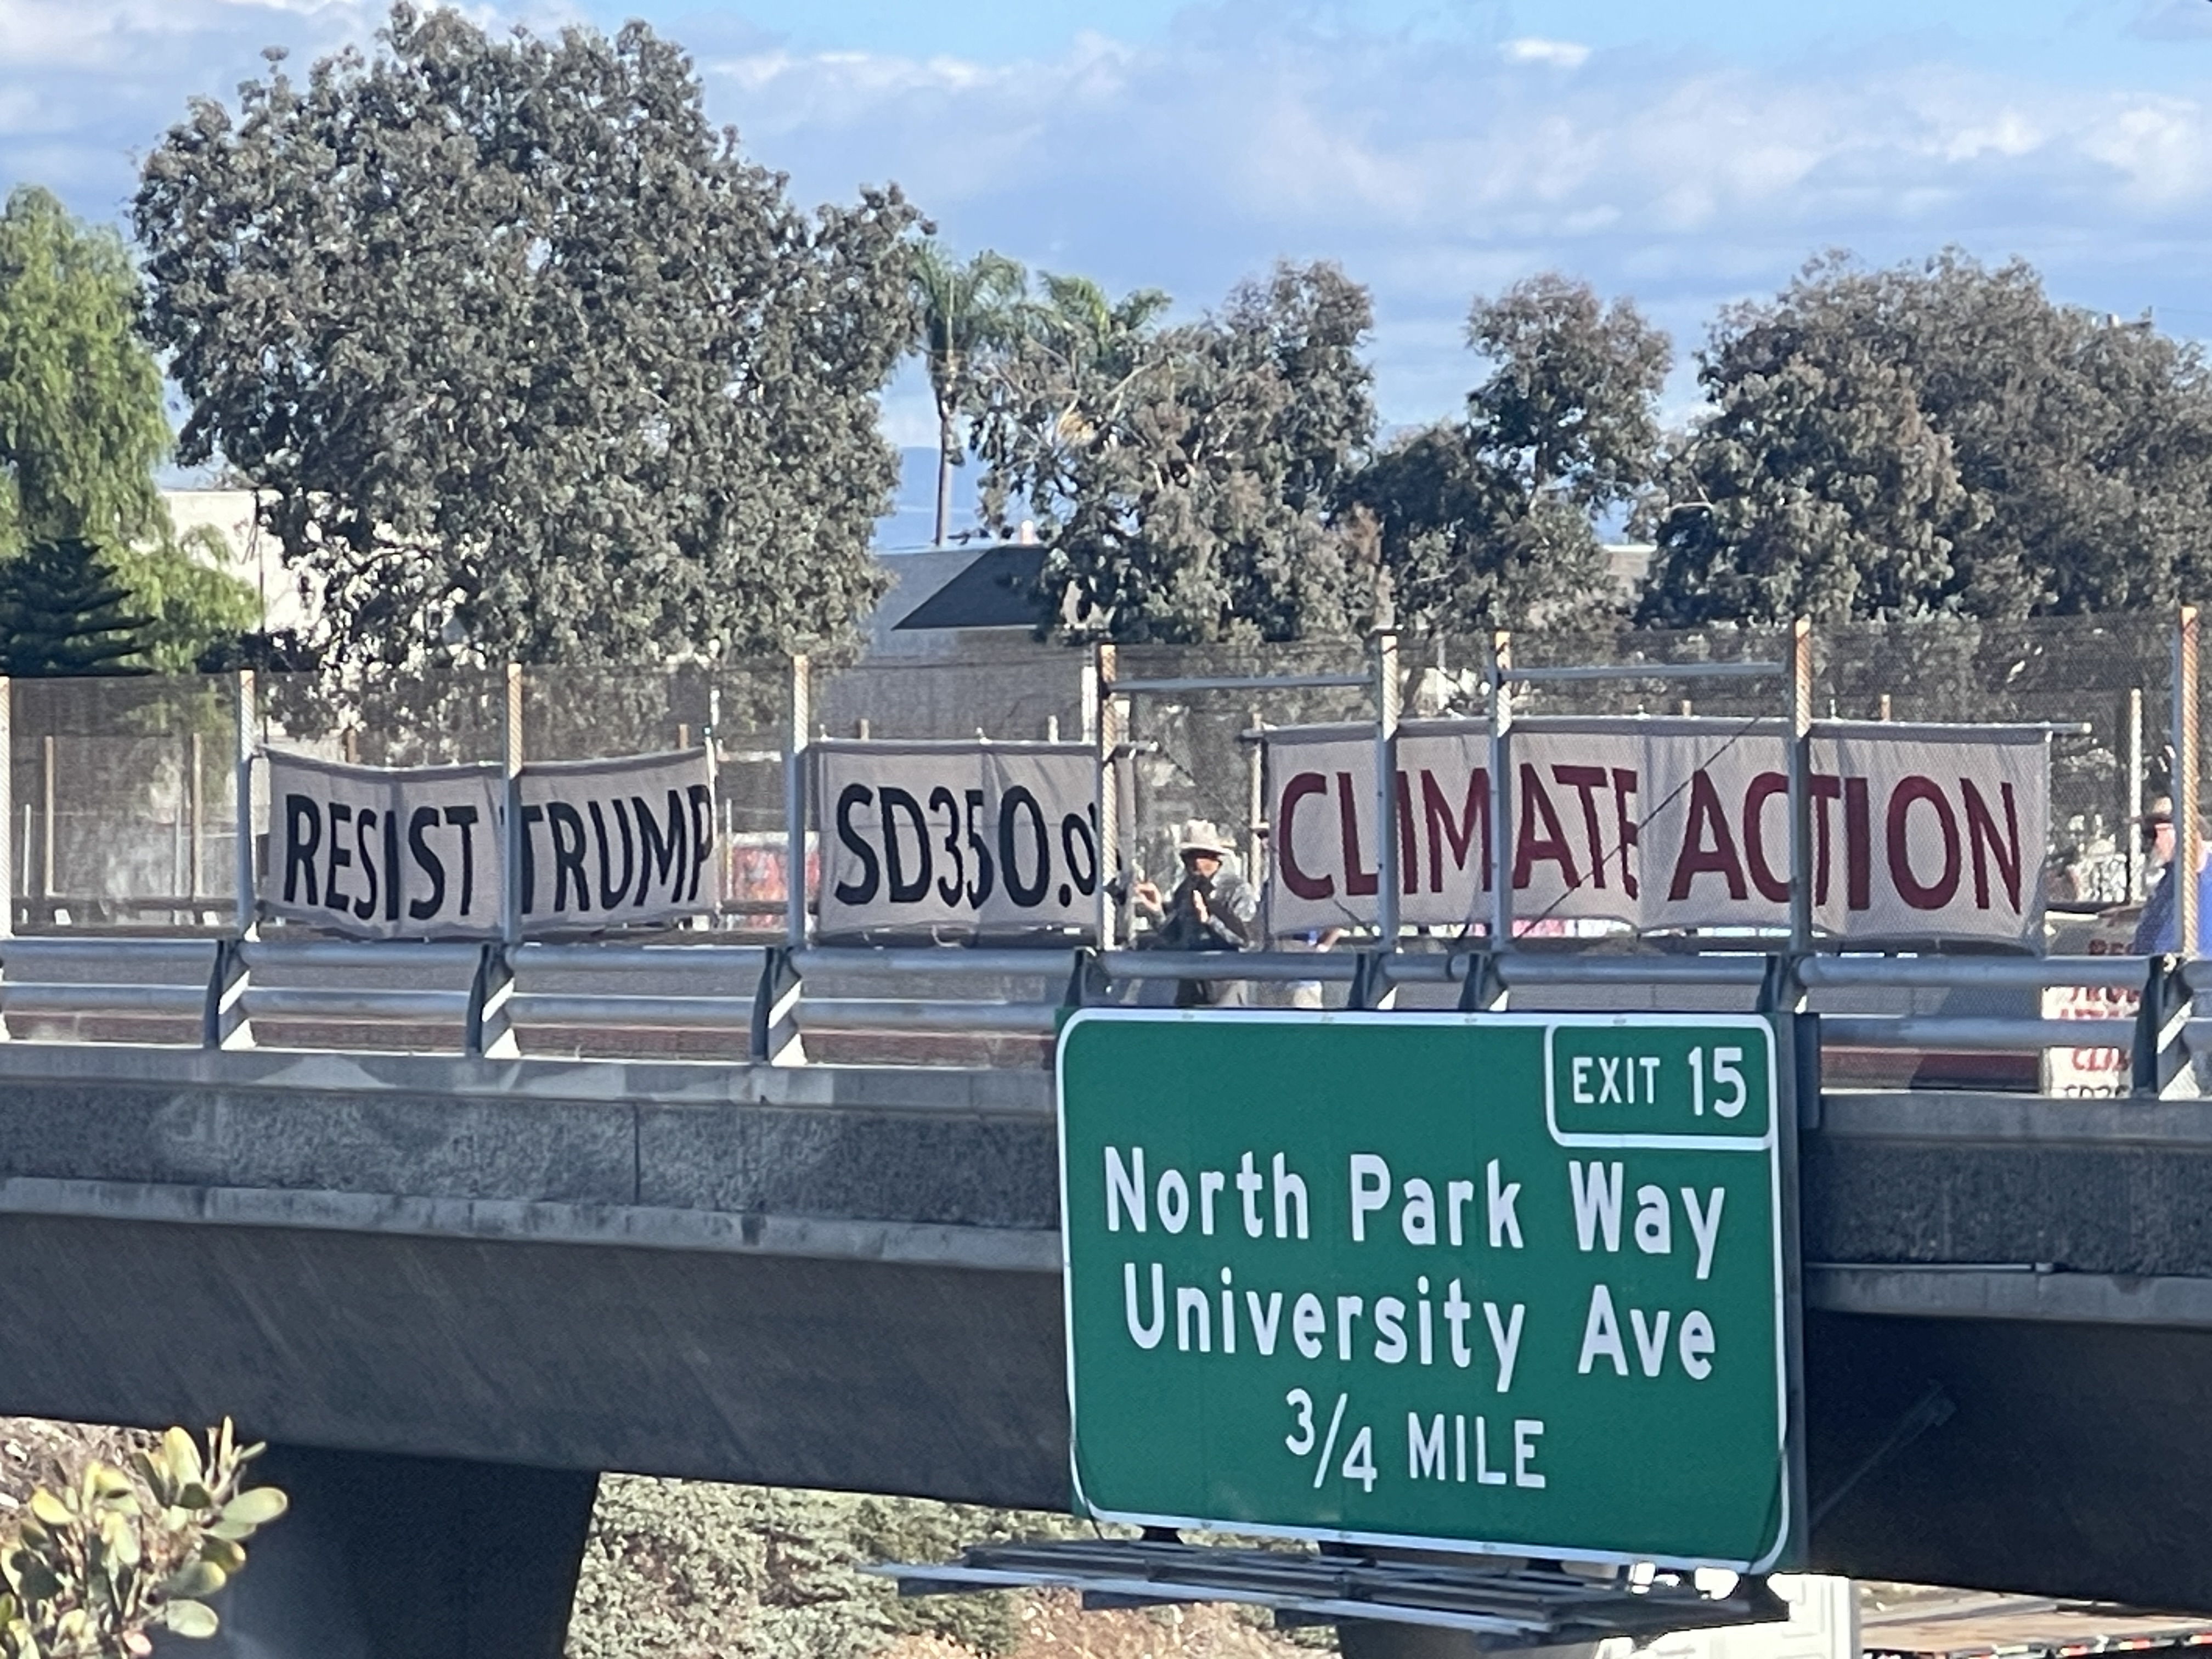 RESIST TRUMP
SD350.o
CLIMATE ACTION
EXIT 15
North Park Way
University Ave
3/4 MILE